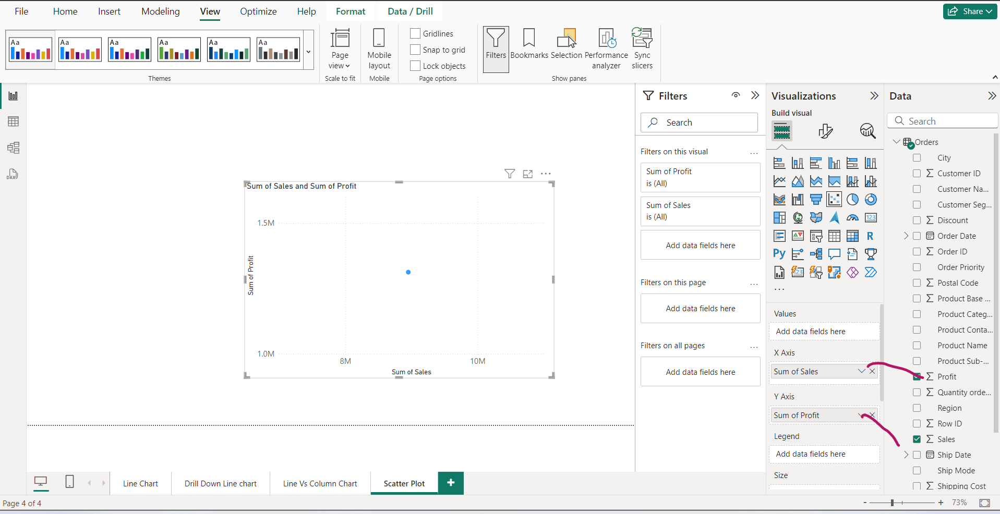 File Home Insert Modeling View Optimize Help Format Data / Drill Share
Aa Aa Aa Aa Aa Aa
Themes
Page view
Scale to fit
Mobile layout
Mobile
Gridlines
Snap to grid
Lock objects
Page options
Filters
Bookmarks
Selection
Performance analyzer
Sync slicers
Show panes
DAX
Sum of Sales and Sum of Profit
1.5M
Sum of Profit
1.0M
8M 10M
Sum of Sales
Filters
Search
Filters on this visual ...
Sum of Profit
is (All)
Sum of Sales
is (All)
Add data fields here
Filters on this page ...
Add data fields here
Filters on all pages ...
Add data fields here
Visualizations
Build visual
123
R
Py
123
...
Values
Add data fields here
X Axis
Sum of Sales
Y Axis
Sum of Profit
Legend
Add data fields here
Size
Data
Search
Orders
City
Customer ID
Customer Na...
Customer Seg...
Discount
Order Date
Order ID
Order Priority
Postal Code
Product Base ...
Product Categ...
Product Conta...
Product Name
Product Sub-...
Profit
Quantity orde...
Region
Row ID
Sales
Ship Date
Ship Mode
Shipping Cost
Line Chart Drill Down Line chart Line Vs Column Chart Scatter Plot +
Page 4 of 4
- + 73%